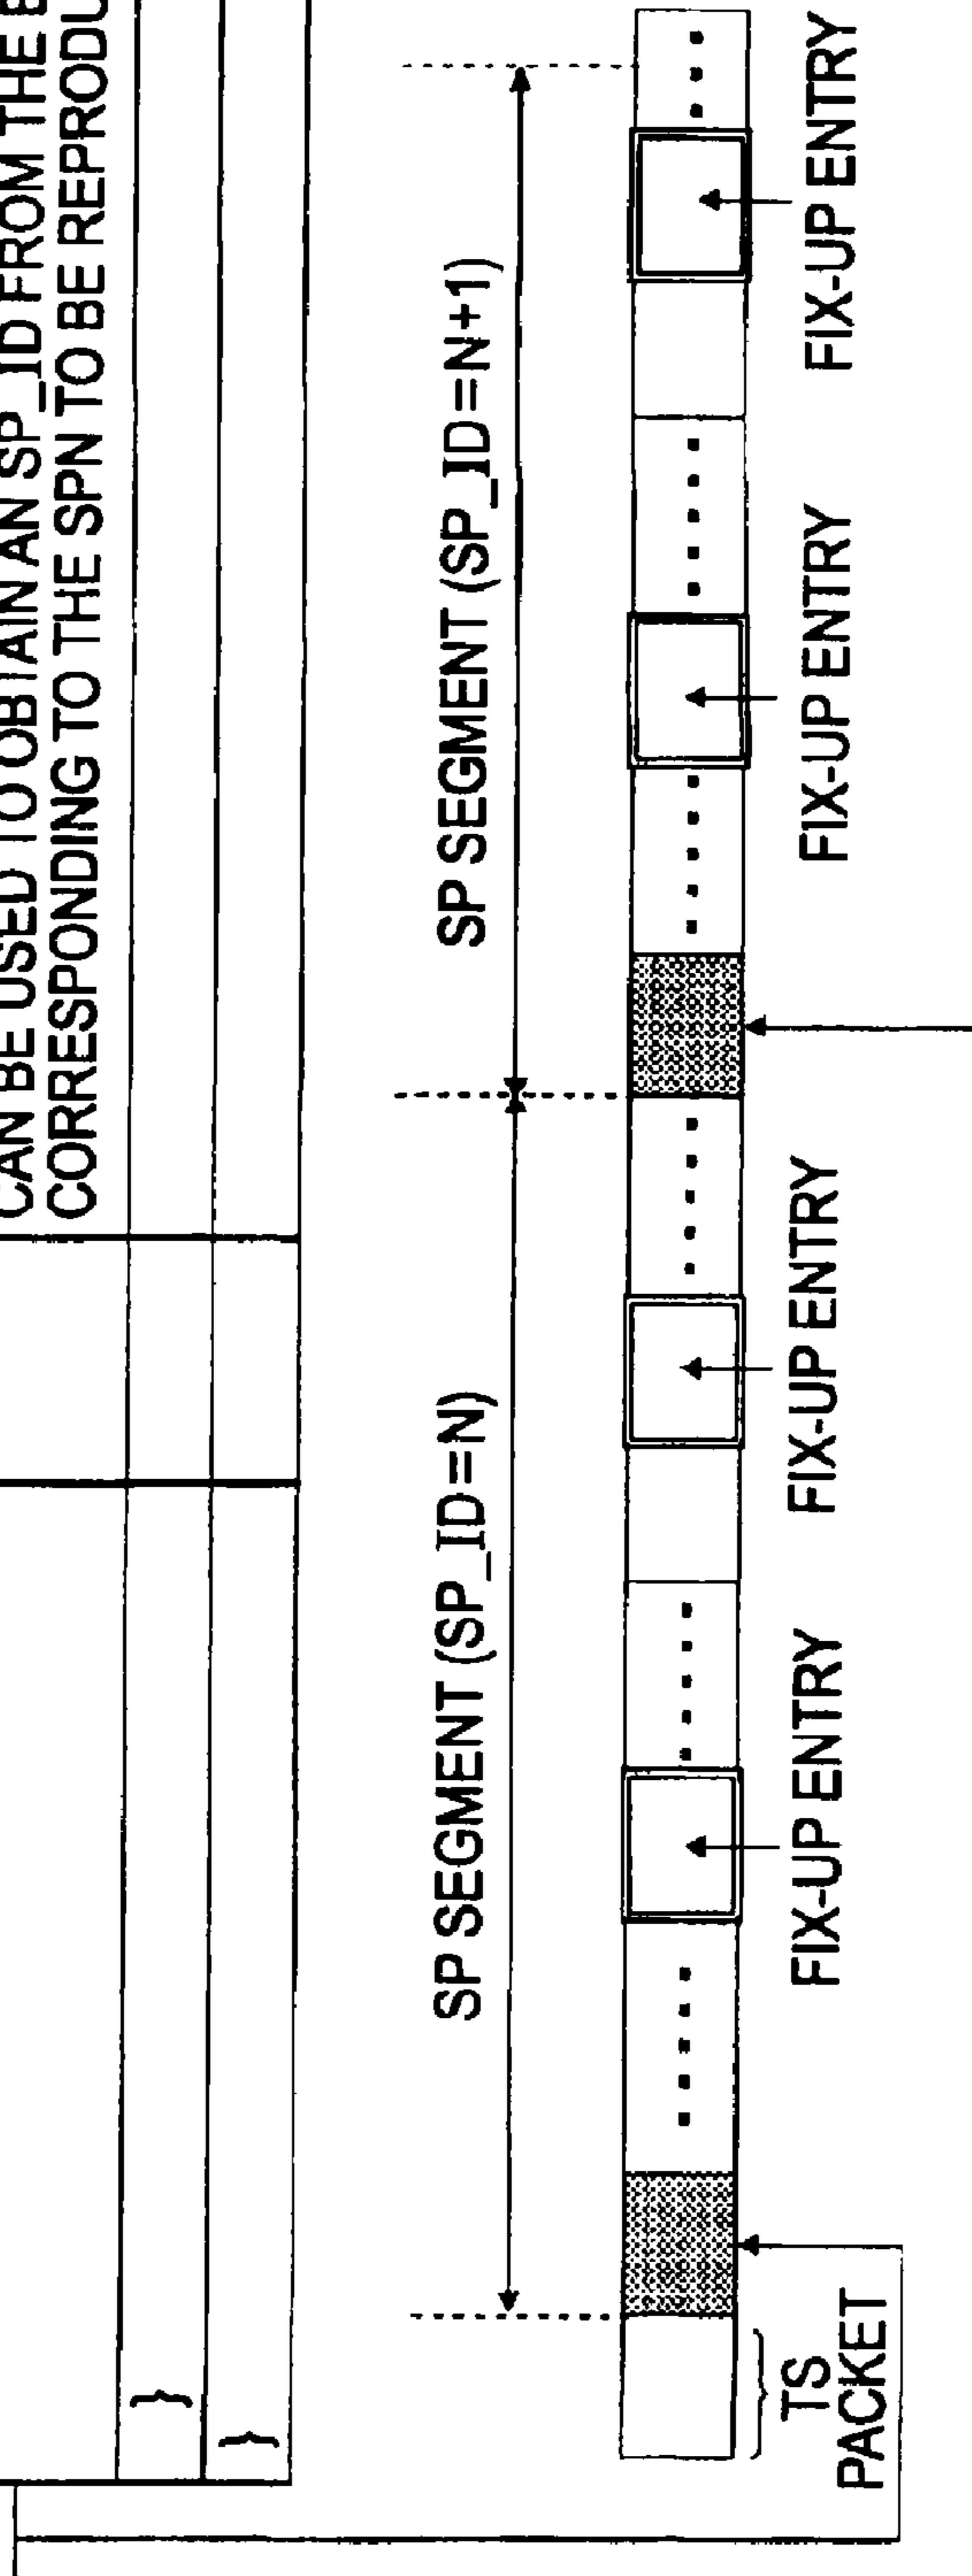 CAN BE USED TO OBTAIN AN SP_ID FROM THE
CORRESPONDING TO THE SPN TO BE
}
}
SP SEGMENT (SP_ID=N)
SP SEGMENT (SP_ID=N+1)
TS
PACKET
FIX-UP ENTRY
FIX-UP ENTRY
FIX-UP ENTRY
FIX-UP ENTRY